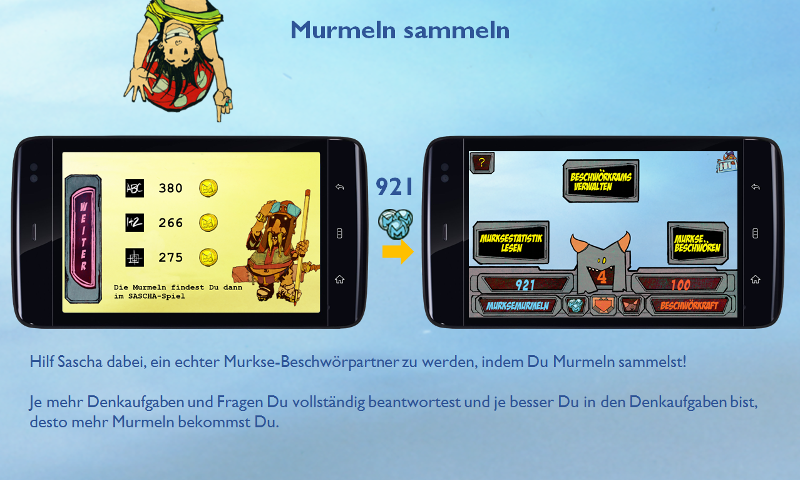 Murmeln sammeln
WEITER
ABC 380
1+2 266
275
Die Murmeln findest Du dann
im SASCHA-Spiel
921
?
BESCHWÖRKRAMS
VERWALTEN
MURKSESTATISTIK
LESEN
MURKSE
BESCHWÖREN
4
921
100
MURKSEMURMELN
BESCHWÖRKRAFT
Hilf Sascha dabei, ein echter Murkse-Beschwörpartner zu werden, indem Du Murmeln sammelst!
Je mehr Denkaufgaben und Fragen Du vollständig beantwortest und je besser Du in den Denkaufgaben bist,
desto mehr Murmeln bekommst Du.